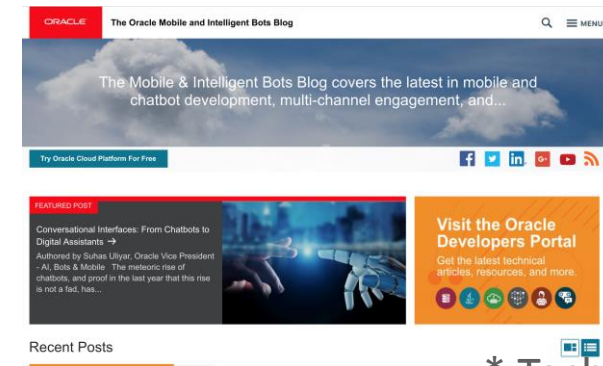 ORACLE The Oracle Mobile and Intelligent Bots Blog MENU
The Mobile & Intelligent Bots Blog covers the latest in mobile and
chatbot development, multi-channel engagement, and...
Try Oracle Cloud Platform For Free
FEATURED POST
Conversational Interfaces: From Chatbots to
Digital Assistants →
Authored by Suhas Uliyar, Oracle Vice President
- AI, Bots & Mobile The meteoric rise of
chatbots, and proof in the last year that this rise
is not a fad, has...
Visit the Oracle
Developers Portal
Get the latest technical
articles, resources, and more.
Recent Posts